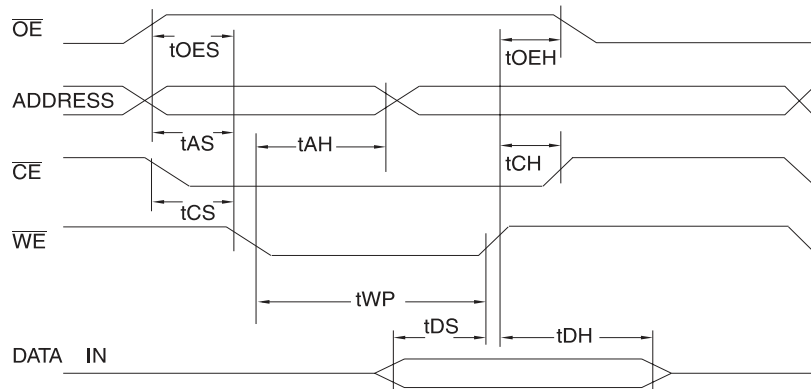 OE
tOES
tOEH
ADDRESS
tAS
tAH
tCH
CE
tCS
WE
tWP
tDS
tDH
DATA IN